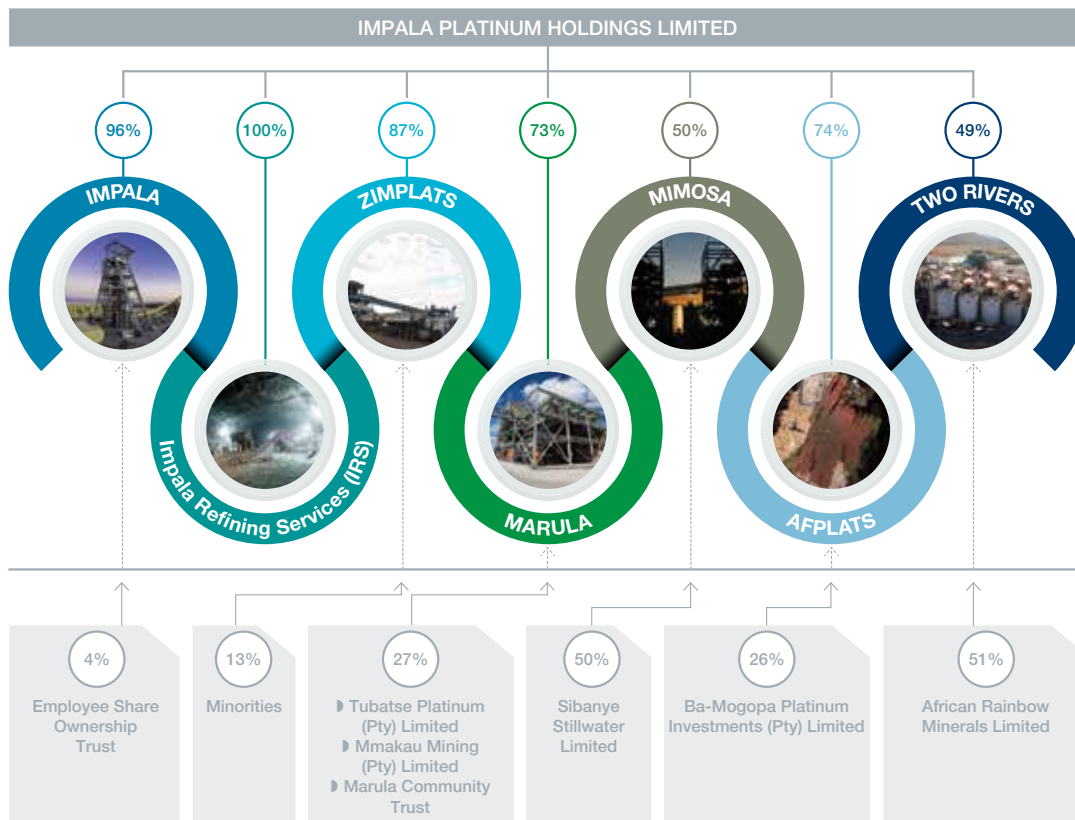 IMPALA PLATINUM HOLDINGS LIMITED
96%
100%
87%
73%
50%
74%
49%
IMPALA
ZIMPLATS
MIMOSA
TWO RIVERS
Impala Refining Services (IRS)
MARULA
AFPLATS
4%
Employee Share
Ownership
Trust
13%
Minorities
27%
◗ Tubatse Platinum
(Pty) Limited
◗ Mmakau Mining
(Pty) Limited
◗ Marula Community
Trust
50%
Sibanye
Stillwater
Limited
26%
Ba-Mogopa Platinum
Investments (Pty) Limited
51%
African Rainbow
Minerals Limited